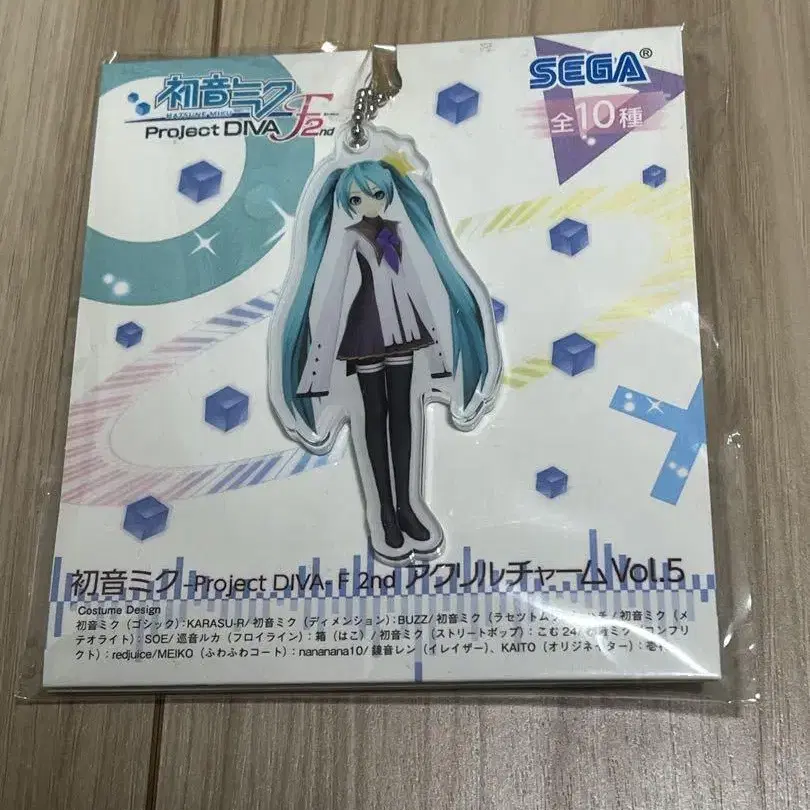 初音ミク
HATSUNE MIKU
Project DIVA F 2nd
SEGA®
全10種
初音ミク -Project DIVA- F 2nd アクリルチャーム Vol.5
Costume Design
初音ミク（ゴシック）：KARASU-R/ 初音ミク（ディメンション）：BUZZ/ 初音ミク（ラセツトム
テオライト）：SOE/ 巡音ルカ（フロイライン）：箱（はこ）/ 初音ミク（ストリートポップ）：こむ 24/
ト）：redjuice/MEIKO（ふわふわコート）：nananana10/ 鏡音レン（イレイザー）、KAITO（オリジネイター）：壱